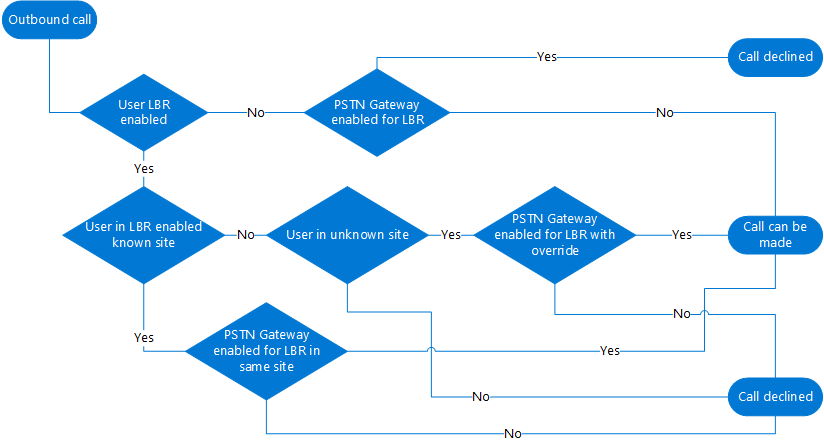 Outbound call
Yes
Call declined
User LBR
enabled
No
PSTN Gateway
enabled for LBR
No
Yes
User in LBR enabled
known site
No
User in unknown site
Yes
PSTN Gateway
enabled for LBR with
override
Yes
Call can be
made
No
Yes
PSTN Gateway
enabled for LBR in
same site
Yes
No
Call declined
No